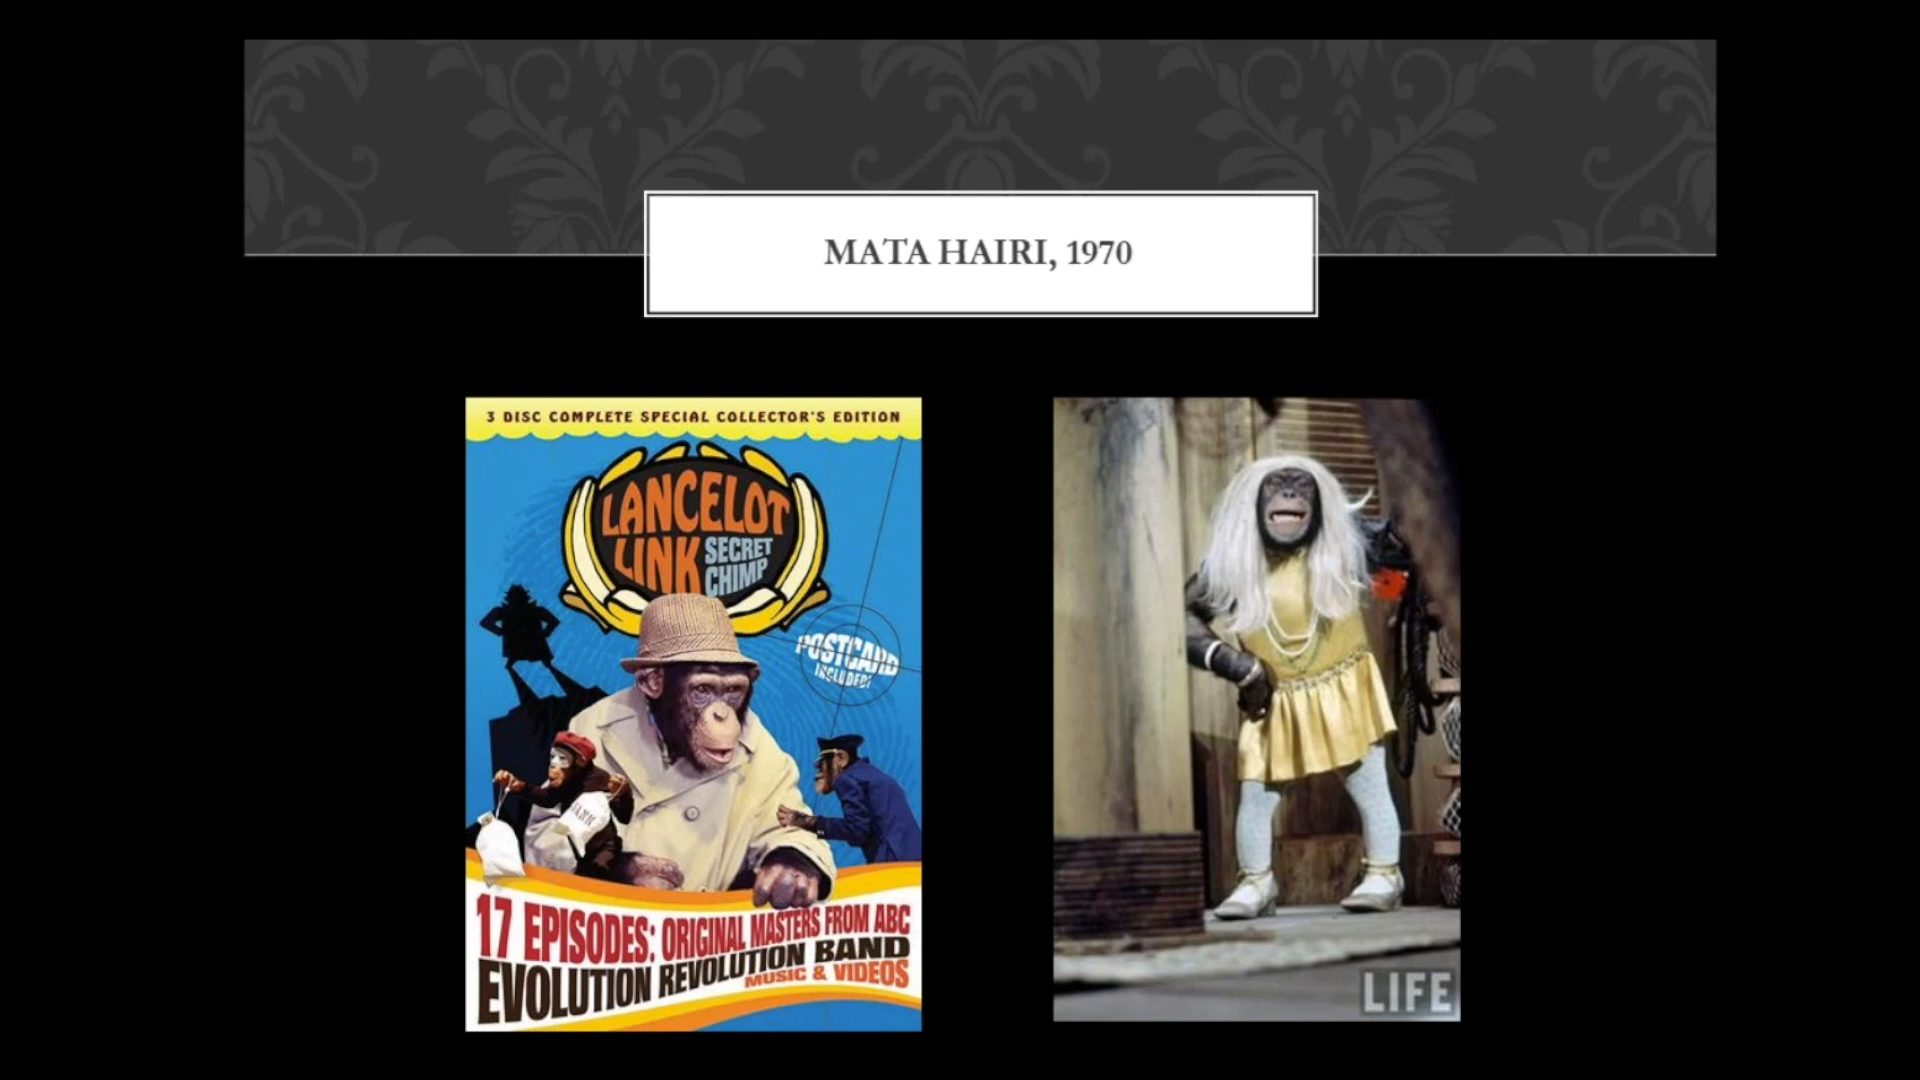 MATA HAIRI, 1970
3 DISC COMPLETE SPECIAL COLLECTOR'S EDITION
LANCELOT
LINK
SECRET
CHIMP
POSTCARD
INCLUDED!
BANK
17 EPISODES: ORIGINAL MASTERS FROM ABC
EVOLUTION REVOLUTION BAND
MUSIC & VIDEOS
LIFE